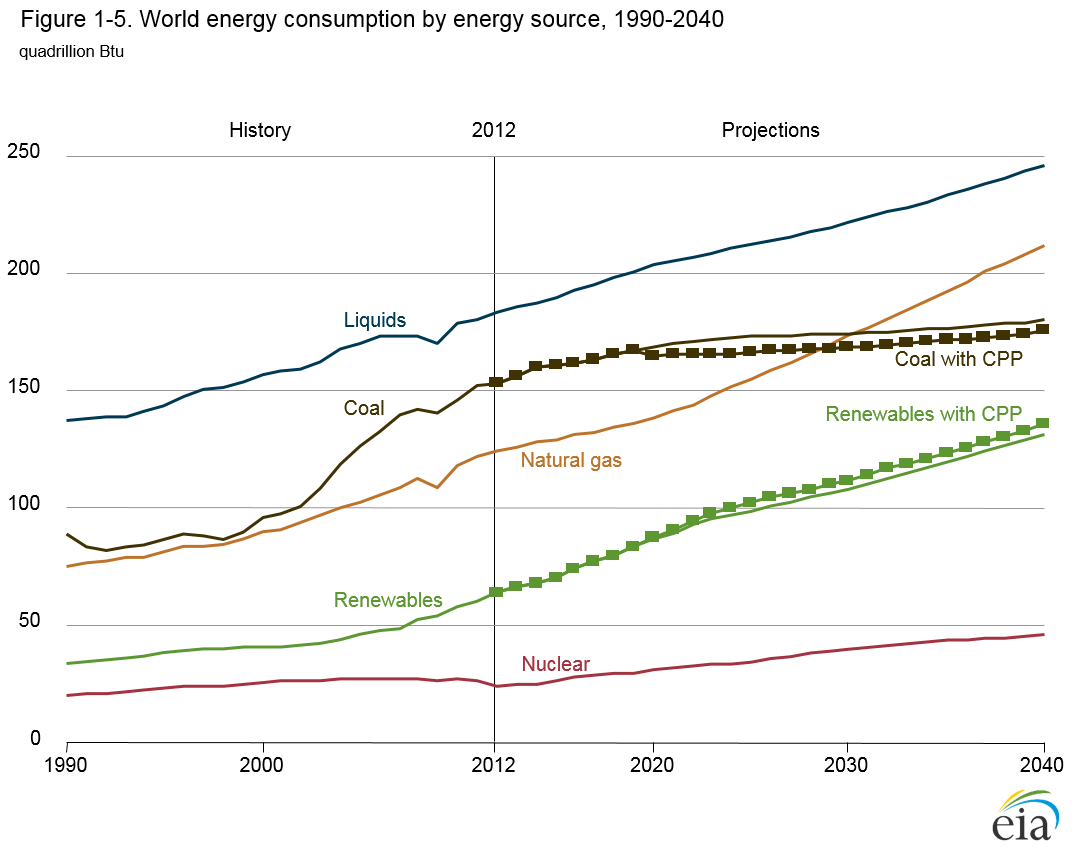 Figure 1-5. World energy consumption by energy source, 1990-2040
quadrillion Btu
History 2012 Projections
250
200
Liquids
Coal with CPP
150
Coal
Renewables with CPP
Natural gas
100
Renewables
50
Nuclear
0
1990 2000 2012 2020 2030 2040
eia